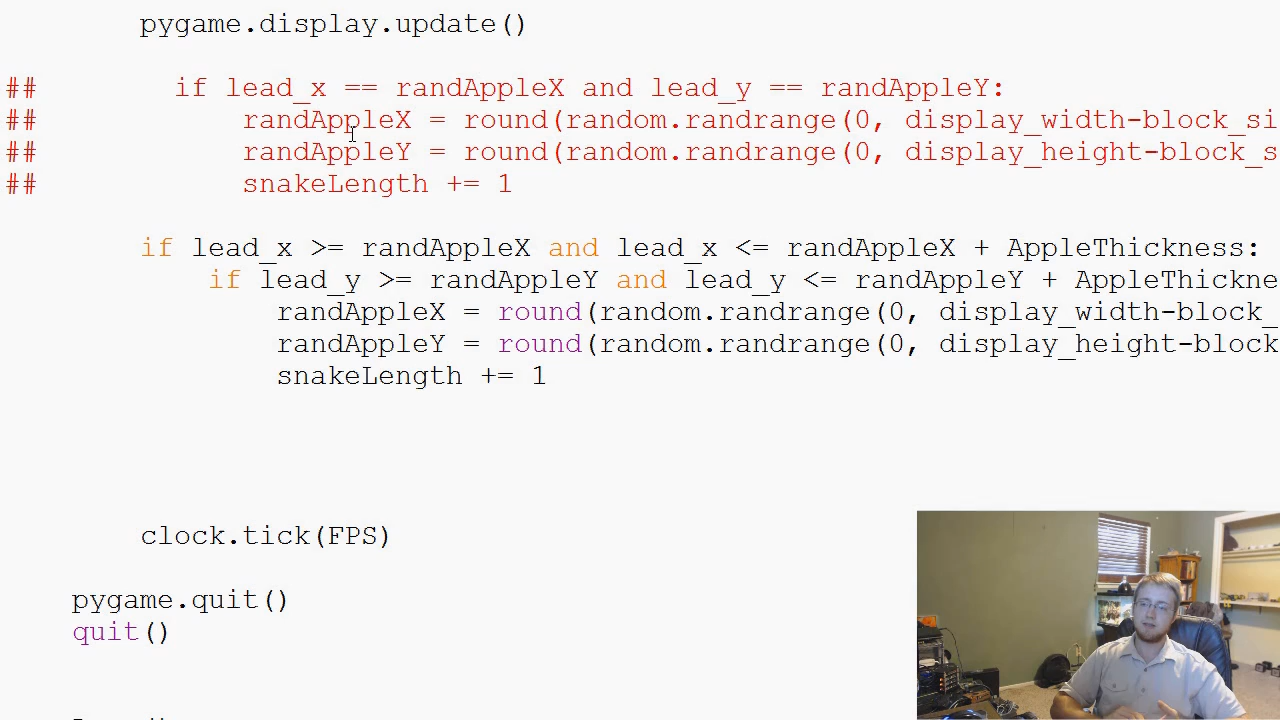 pygame.display.update()
## if lead_x == randAppleX and lead_y == randAppleY:
## randAppleX = round(random.randrange(0, display_width-block_si
## randAppleY = round(random.randrange(0, display_height-block_s
## snakeLength += 1
if lead_x >= randAppleX and lead_x <= randAppleX + AppleThickness:
if lead_y >= randAppleY and lead_y <= randAppleY + AppleThickne
randAppleX = round(random.randrange(0, display_width-block_
randAppleY = round(random.randrange(0, display_height-block
snakeLength += 1
clock.tick(FPS)
pygame.quit()
quit()